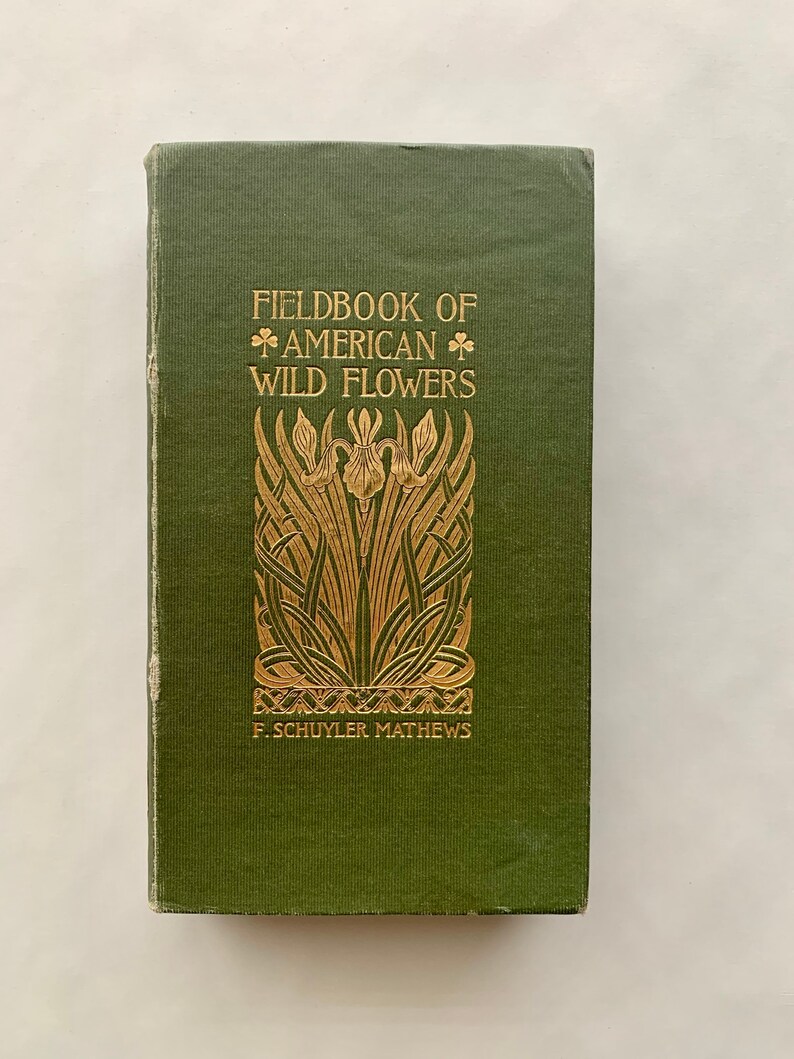 FIELDBOOK OF
AMERICAN
WILD FLOWERS
F. SCHUYLER MATHEWS